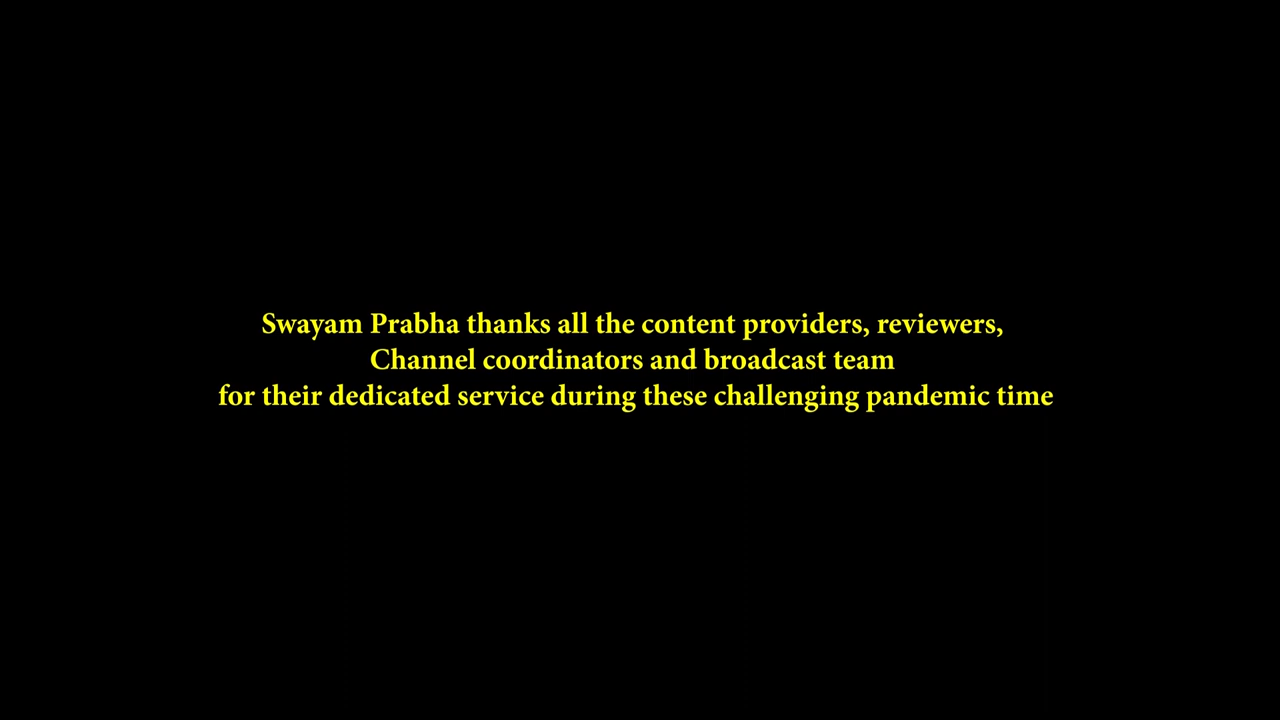 Swayam Prabha thanks all the content providers, reviewers,
Channel coordinators and broadcast team
for their dedicated service during these challenging pandemic time